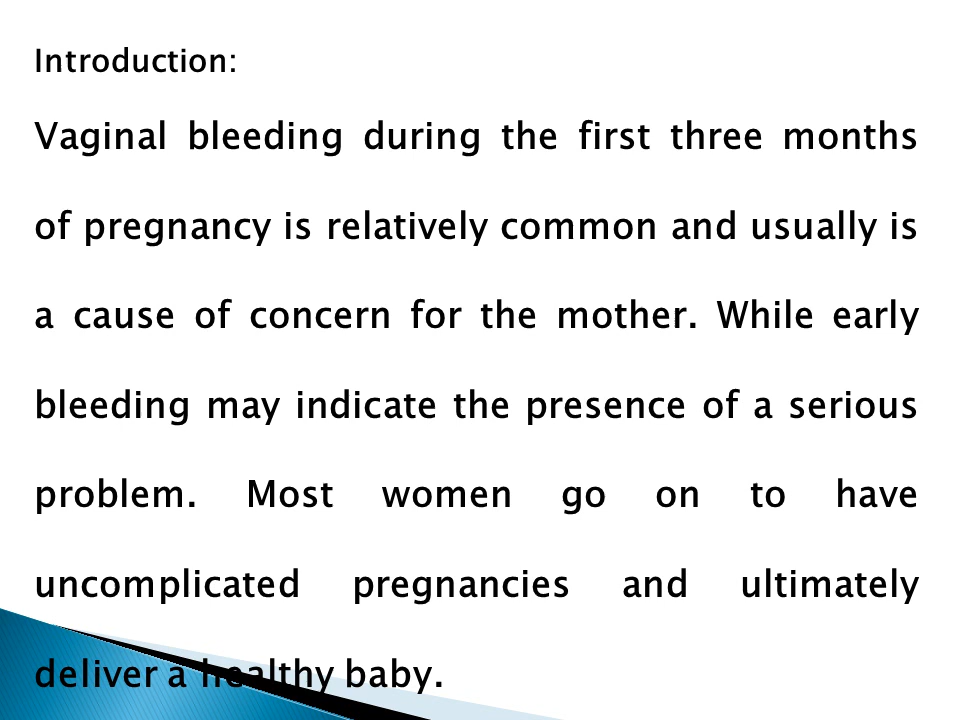 Introduction:
Vaginal bleeding during the first three months
of pregnancy is relatively common and usually is
a cause of concern for the mother. While early
bleeding may indicate the presence of a serious
problem. Most women go on to have
uncomplicated pregnancies and ultimately
deliver a healthy baby.